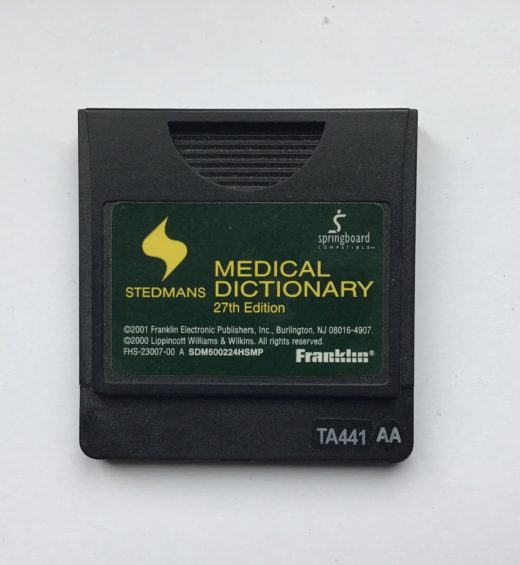 springboard
COMPATIBLE™
STEDMANS
MEDICAL
DICTIONARY
27th Edition
©2001 Franklin Electronic Publishers, Inc., Burlington, NJ 08016-4907.
©2000 Lippincott Williams & Wilkins. All rights reserved.
FHS-23007-00 A SDM500224HSMP
Franklin®
TA441 AA